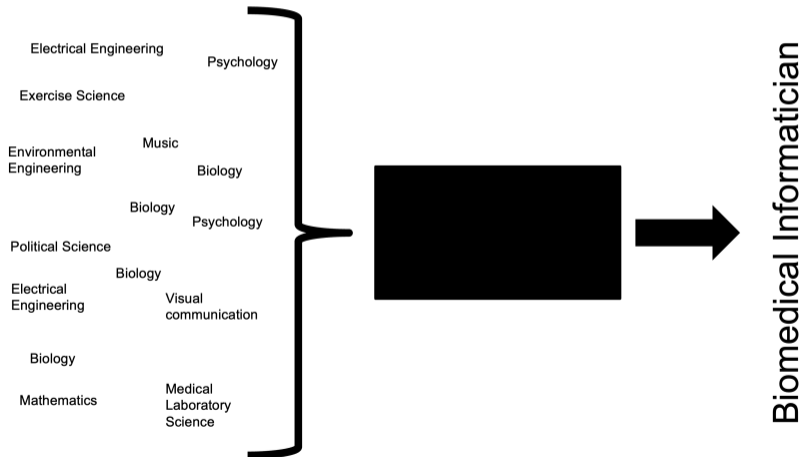 Electrical Engineering
Psychology
Exercise Science
Music
Environmental
Engineering
Biology
Biology
Psychology
Political Science
Biology
Electrical
Engineering
Visual
communication
Biology
Mathematics
Medical
Laboratory
Science
Biomedical Informatician